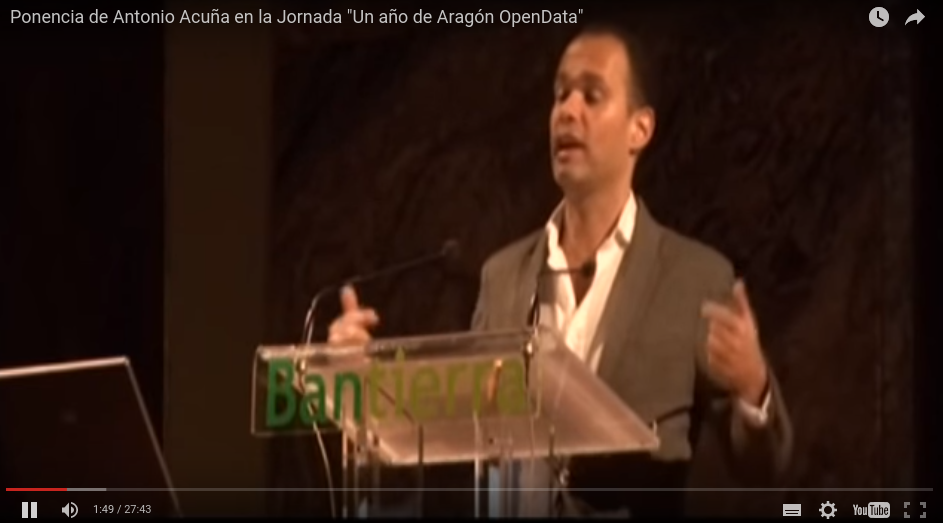 Ponencia de Antonio Acuña en la Jornada "Un año de Aragón OpenData"
Bantierra
1:49 / 27:43
YouTube